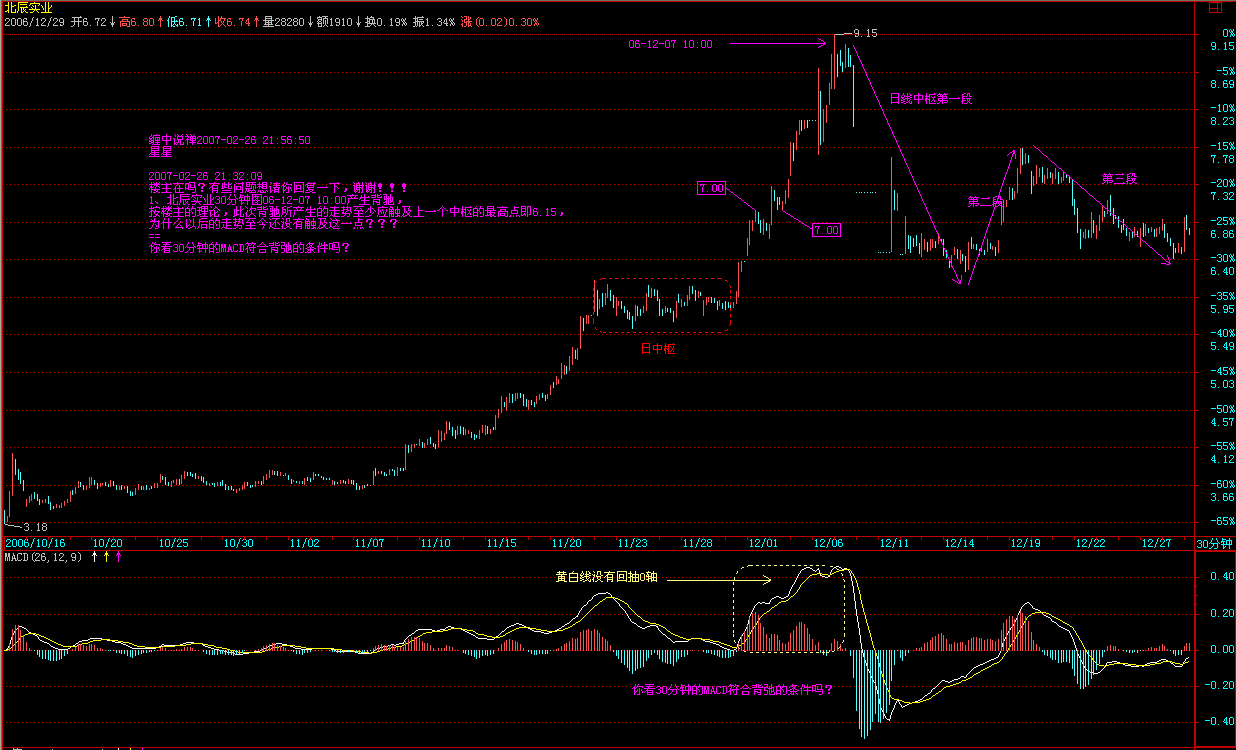 北辰实业
2006/12/29 开6.72↓高6.80↑低6.71↑收6.74↑量28280↓额1910↓换0.19% 振1.34% 涨(0.02)0.30%
9.15
06-12-07 10:00
日线中枢第一段
缠中说禅2007-02-26 21:56:50
星星
2007-02-26 21:32:09
楼主在吗？有些问题想请你回复一下，谢谢！！！
1、北辰实业30分钟图06-12-07 10:00产生背驰，
按楼主的理论，此次背驰所产生的走势至少应触及上一个中枢的最高点即6.15，
为什么以后的走势至今还没有触及这一点？？？
==
你看30分钟的MACD符合背弛的条件吗？
7.00
7.00
第二段
第三段
日中枢
3.18
0%
9.15
-5%
8.69
-10%
8.23
-15%
7.78
-20%
7.32
-25%
6.86
-30%
6.40
-35%
5.95
-40%
5.49
-45%
5.03
-50%
4.57
-55%
4.12
-60%
3.66
-65%
2006/10/16 10/20 10/25 10/30 11/02 11/07 11/10 11/15 11/20 11/23 11/28 12/01 12/06 12/11 12/14 12/19 12/22 12/27 30分钟
MACD(26,12,9) ↑ ↑ ↑
黄白线没有回抽0轴
你看30分钟的MACD符合背弛的条件吗？
0.40
0.20
0.00
-0.20
-0.40